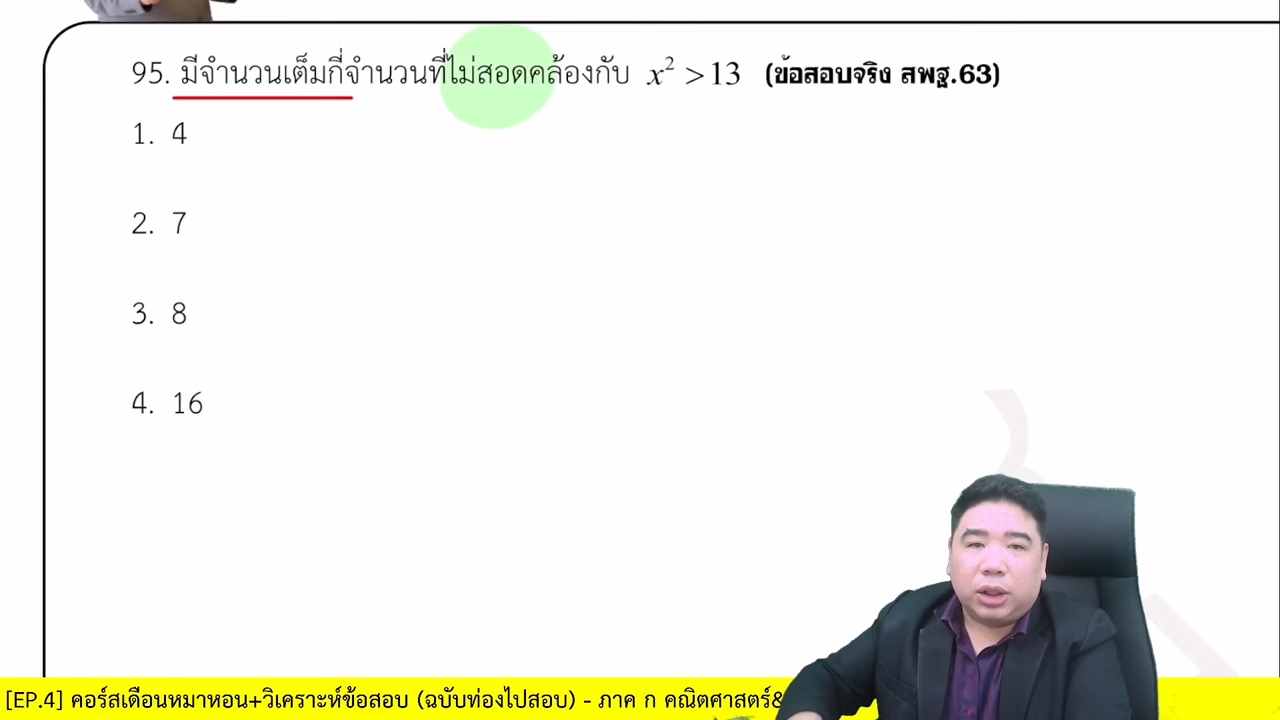 95. มีจำนวนเต็มกี่จำนวนที่ไม่สอดคล้องกับ x² > 13 (ข้อสอบจริง สพฐ.63)
1. 4
2. 7
3. 8
4. 16
[EP.4] คอร์สเดือนหมาหอน+วิเคราะห์ข้อสอบ (ฉบับท่องไปสอบ) - ภาค ก คณิตศาสตร์&